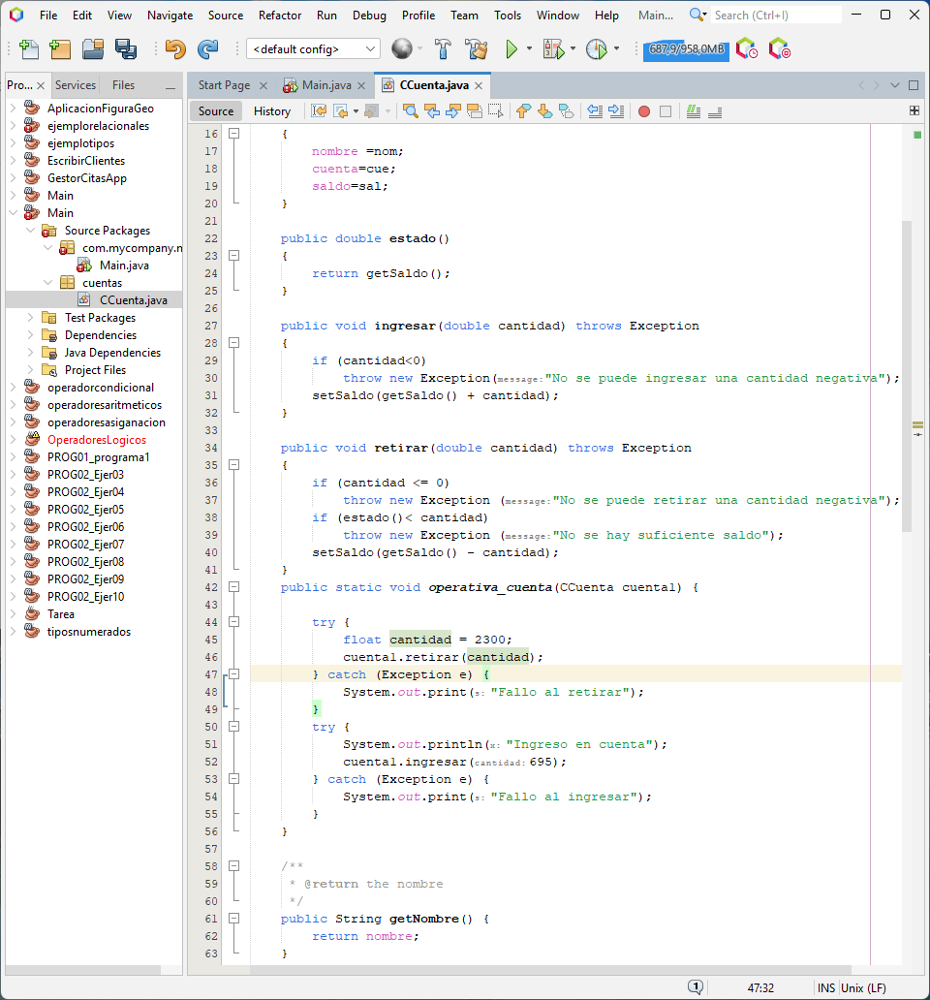 File Edit View Navigate Source Refactor Run Debug Profile Team Tools Window Help Main... Search (Ctrl+I)
<default config> 687,9/958,0MB
Pro... Services Files
Start Page Main.java CCuenta.java
Source History
AplicacionFiguraGeo
ejemplorelacionales
ejemplotipos
EscribirClientes
GestorCitasApp
Main
Main
Source Packages
com.mycompany.m
Main.java
cuentas
CCuenta.java
Test Packages
Dependencies
Java Dependencies
Project Files
operadorcondicional
operadoresaritmeticos
operadoresasiganacion
OperadoresLogicos
PROG01_programa1
PROG02_Ejer03
PROG02_Ejer04
PROG02_Ejer05
PROG02_Ejer06
PROG02_Ejer07
PROG02_Ejer08
PROG02_Ejer09
PROG02_Ejer10
Tarea
tiposnumerados
16 {
17 nombre =nom;
18 cuenta=cue;
19 saldo=sal;
20 }
21
22 public double estado()
23 {
24 return getSaldo();
25 }
26
27 public void ingresar(double cantidad) throws Exception
28 {
29 if (cantidad<0)
30 throw new Exception(message:"No se puede ingresar una cantidad negativa");
31 setSaldo(getSaldo() + cantidad);
32 }
33
34 public void retirar(double cantidad) throws Exception
35 {
36 if (cantidad <= 0)
37 throw new Exception (message:"No se puede retirar una cantidad negativa");
38 if (estado()< cantidad)
39 throw new Exception (message:"No se hay suficiente saldo");
40 setSaldo(getSaldo() - cantidad);
41 }
42 public static void operativa_cuenta(CCuenta cuental) {
43
44 try {
45 float cantidad = 2300;
46 cuental.retirar(cantidad);
47 } catch (Exception e) {
48 System.out.print(s: "Fallo al retirar");
49 }
50 try {
51 System.out.println(x: "Ingreso en cuenta");
52 cuental.ingresar(cantidad: 695);
53 } catch (Exception e) {
54 System.out.print(s: "Fallo al ingresar");
55 }
56 }
57
58 /**
59 * @return the nombre
60 */
61 public String getNombre() {
62 return nombre;
63 }
1 47:32 INS Unix (LF)